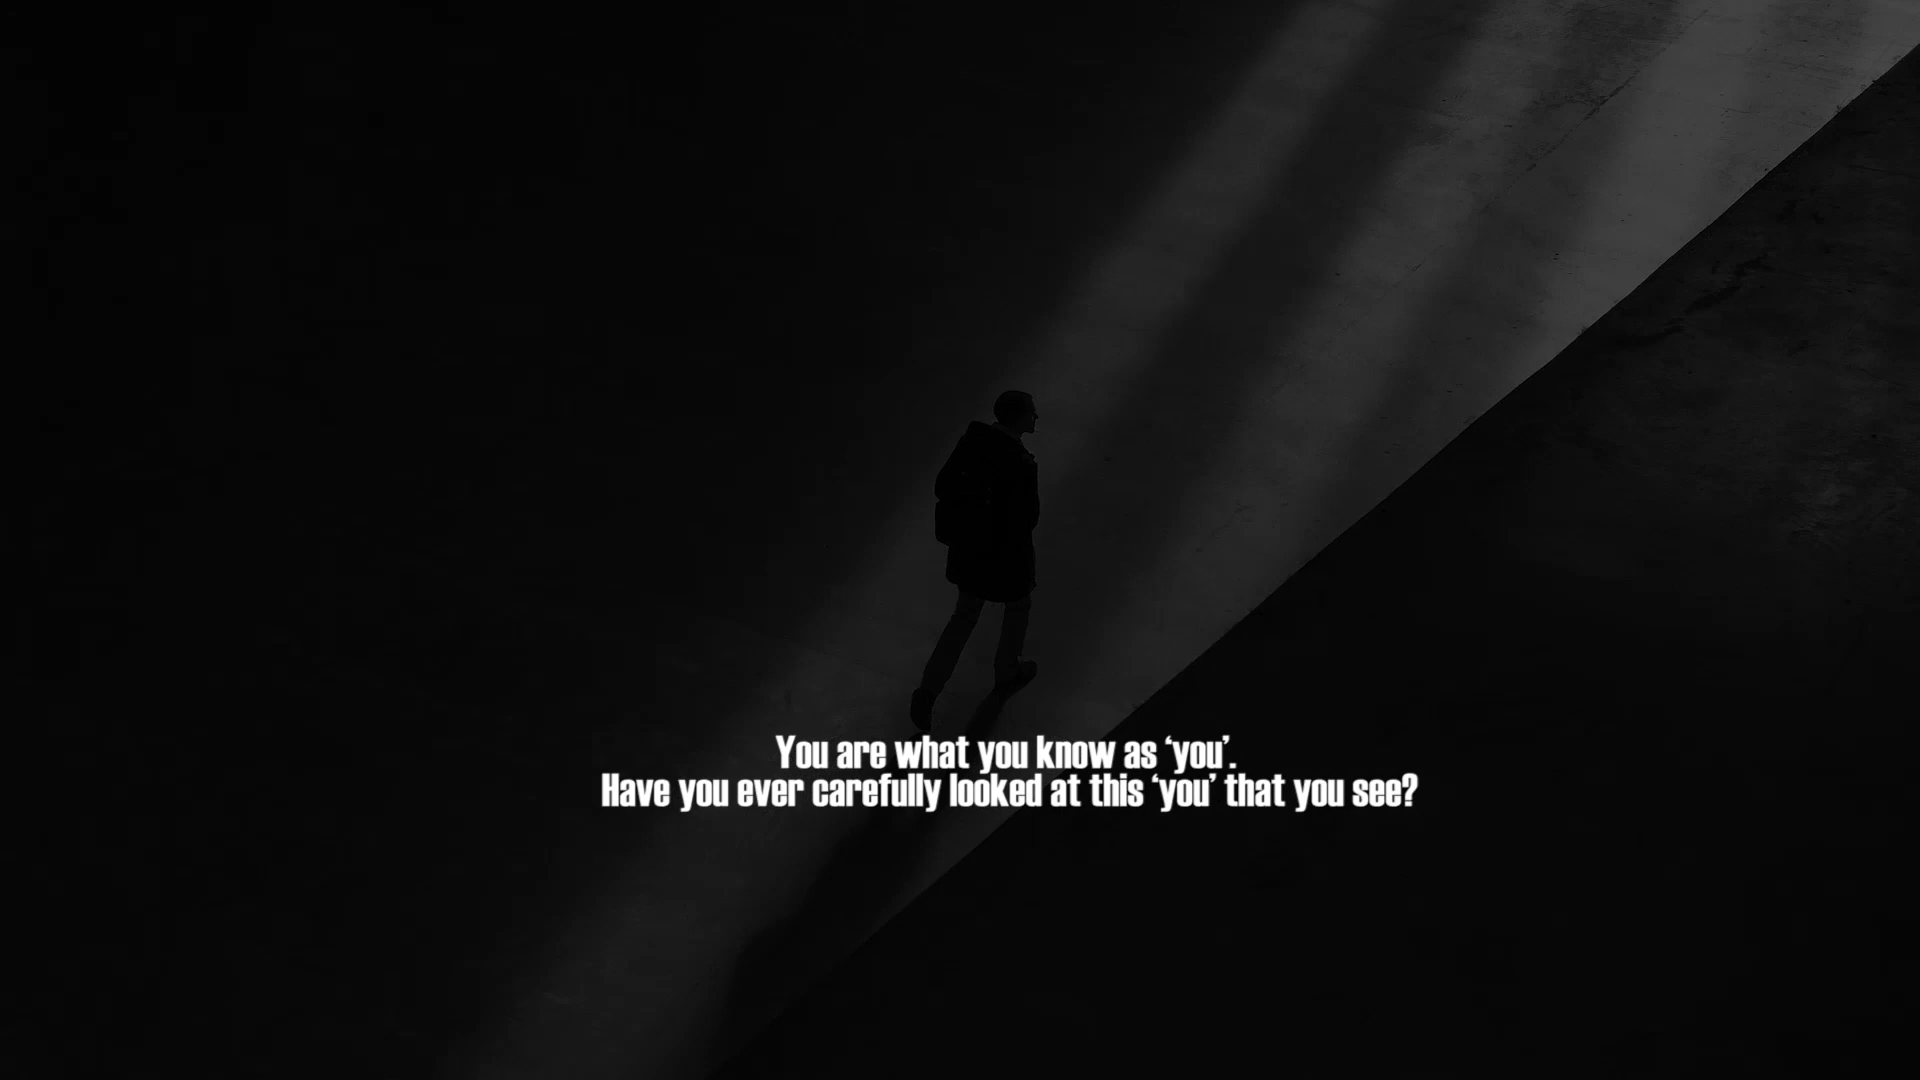 You are what you know as ‘you’.
Have you ever carefully looked at this ‘you’ that you see?